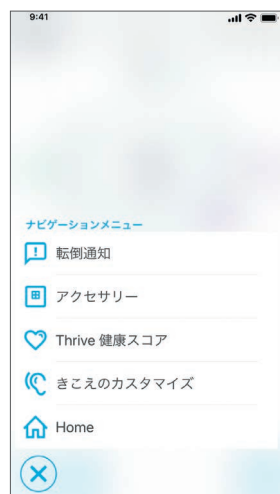 9:41
ナビゲーションメニュー
転倒通知
アクセサリー
Thrive 健康スコア
きこえのカスタマイズ
Home